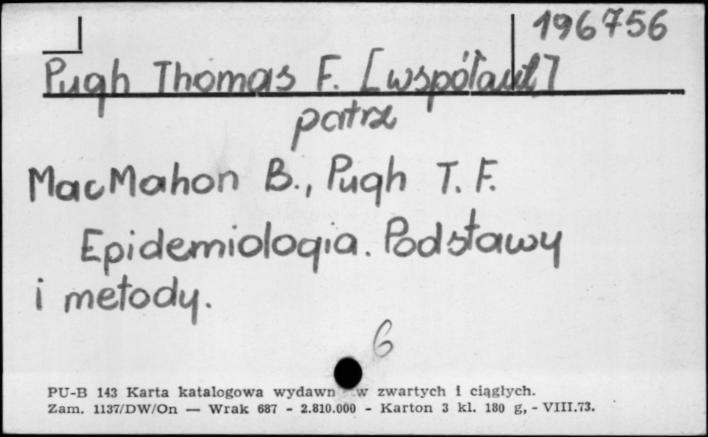 196756
Pugh Thomas F. [współaut.]
patrz
MacMahon B., Pugh T. F.
Epidemiologia. Podstawy
i metody.
6
PU-B 143 Karta katalogowa wydawn w zwartych i ciągłych.
Zam. 1137/DW/On — Wrak 687 - 2.810.000 - Karton 3 kl. 180 g, - VIII.73.